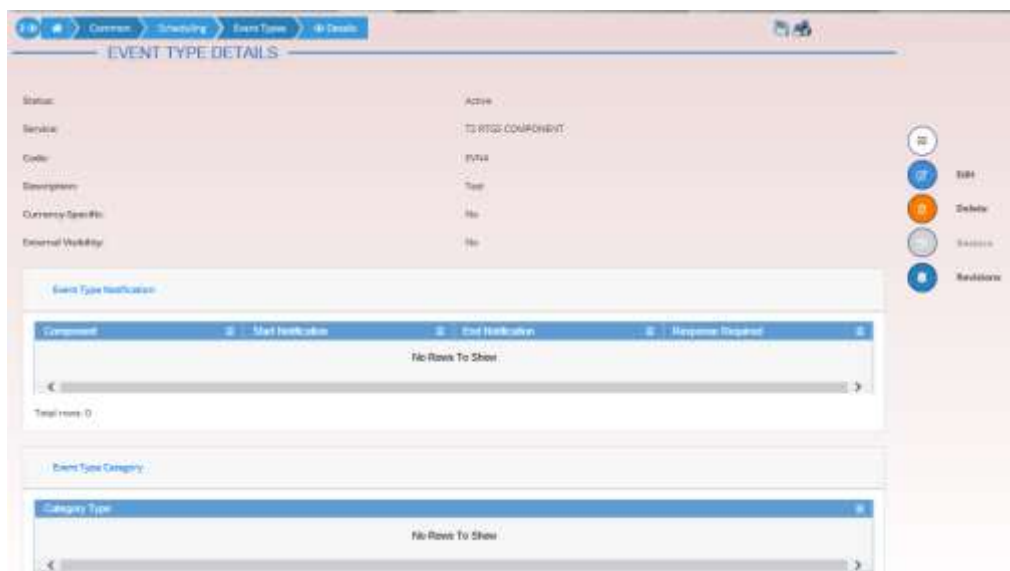 Common Scheduling Event Types Details
EVENT TYPE DETAILS
Status: Active
Service: T2 RTGS COMPONENT
Code: EVN4
Description: Test
Currency Specific: No
External Visibility: No
Edit
Delete
Restore
Revisions
Event Type Notification
Component Start Notification End Notification Response Required
No Rows To Show
Total rows: 0
Event Type Category
Category Type
No Rows To Show